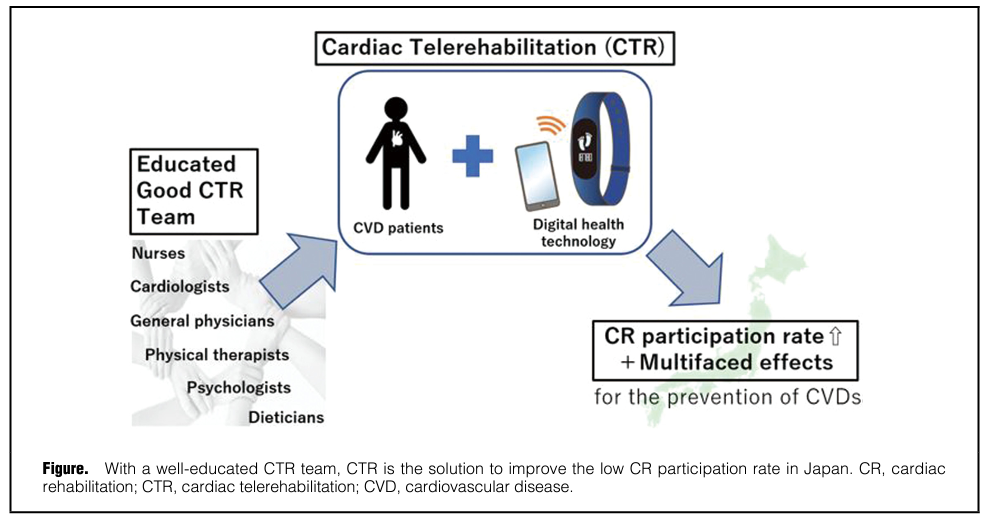 Cardiac Telerehabilitation (CTR)
Educated
Good CTR
Team
Nurses
Cardiologists
General physicians
Physical therapists
Psychologists
Dieticians
CVD patients
Digital health
technology
CR participation rate⇧
+Multifaced effects
for the prevention of CVDs
Figure. With a well-educated CTR team, CTR is the solution to improve the low CR participation rate in Japan. CR, cardiac
rehabilitation; CTR, cardiac telerehabilitation; CVD, cardiovascular disease.